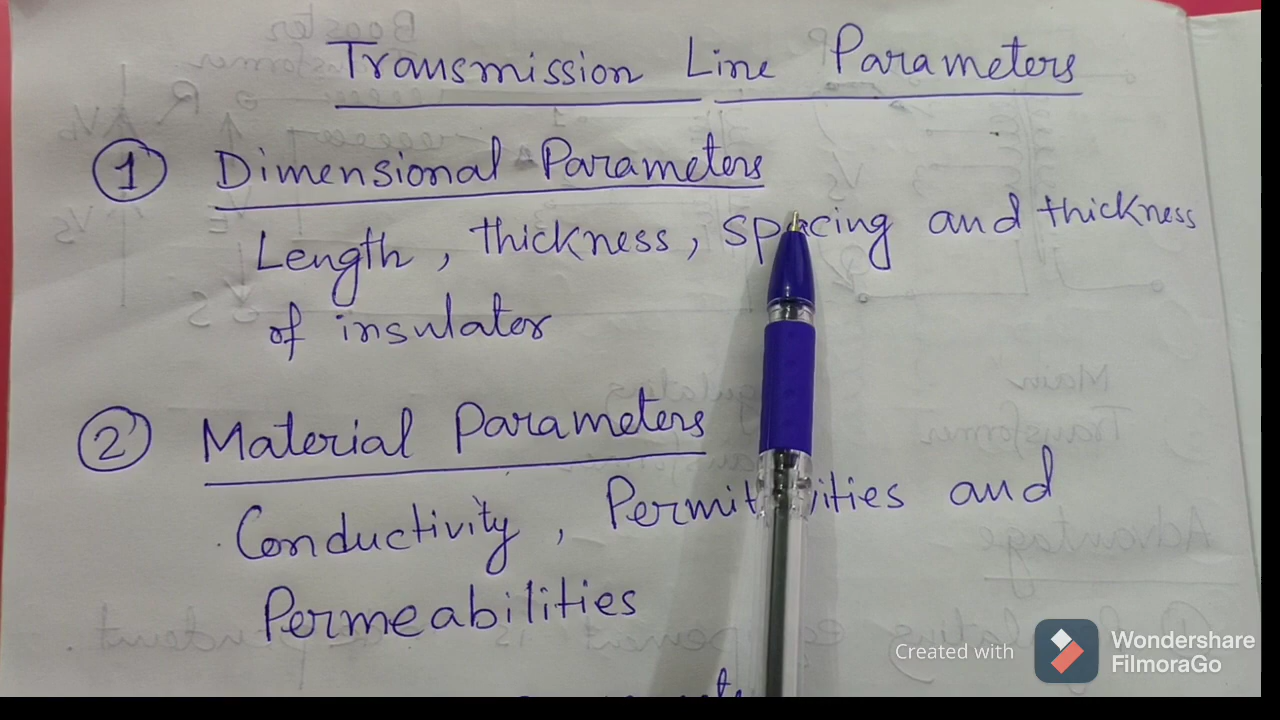 Transmission Line Parameters
① Dimensional Parameters
Length, thickness, spacing and thickness
of insulator
② Material Parameters
Conductivity, Permittivities and
Permeabilities
Created with Wondershare
FilmoraGo